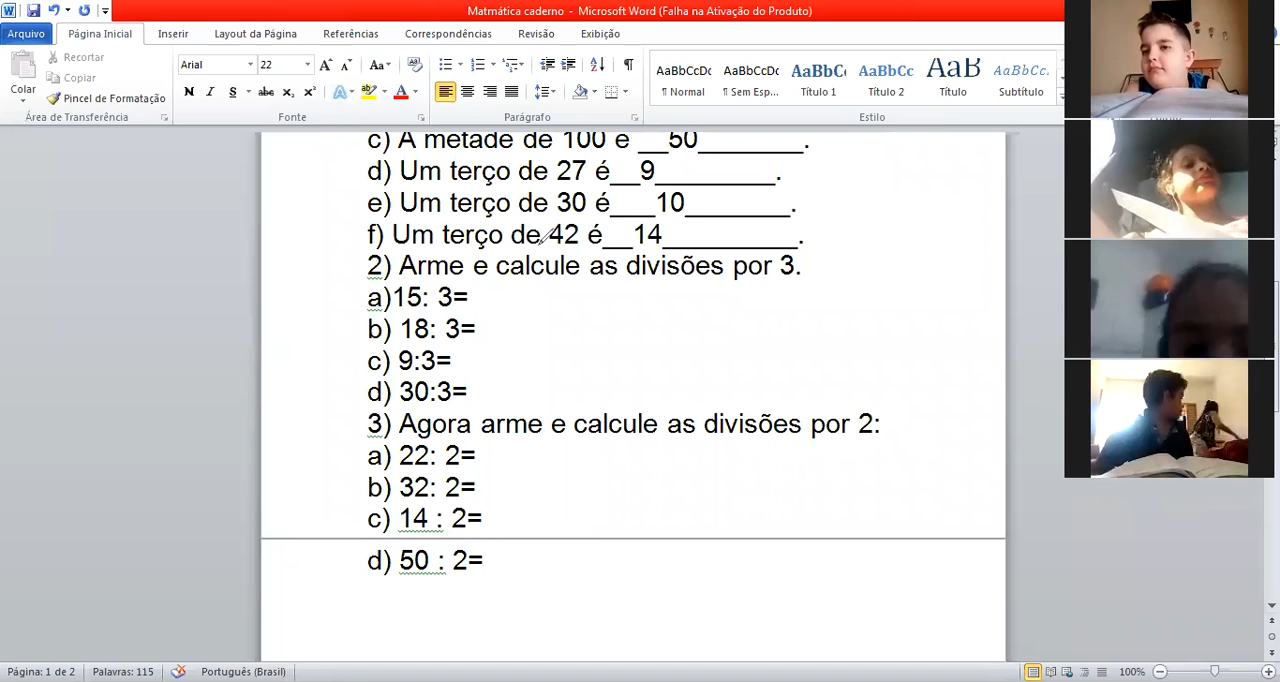 Matmática caderno - Microsoft Word (Falha na Ativação do Produto)
Arquivo Página Inicial Inserir Layout da Página Referências Correspondências Revisão Exibição
Colar
Recortar
Copiar
Pincel de Formatação
Área de Transferência
Arial 22
Fonte
Parágrafo
AaBbCcDc AaBbCcDc AaBbC AaBbCc AaB AaBbCc.
¶ Normal ¶ Sem Esp... Título 1 Título 2 Título Subtítulo
Estilo
c) A metade de 100 é __50_______.
d) Um terço de 27 é__9________.
e) Um terço de 30 é___10_______.
f) Um terço de 42 é__14_________.
2) Arme e calcule as divisões por 3.
a)15: 3=
b) 18: 3=
c) 9:3=
d) 30:3=
3) Agora arme e calcule as divisões por 2:
a) 22: 2=
b) 32: 2=
c) 14 : 2=
d) 50 : 2=
Página: 1 de 2 Palavras: 115 Português (Brasil) 100%